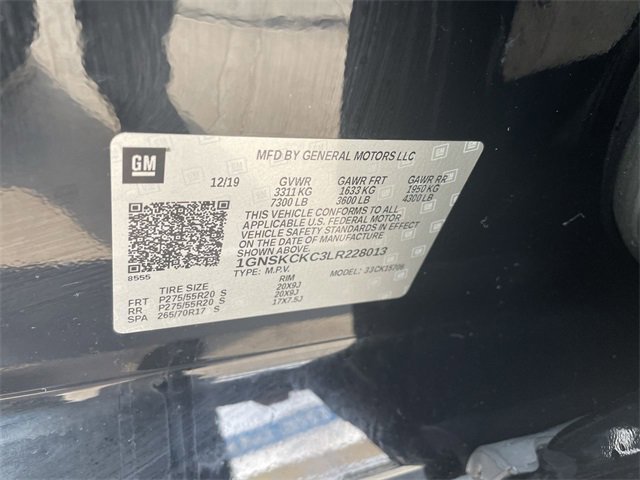 GM
MFD BY GENERAL MOTORS LLC
12/19 GVWR GAWR FRT GAWR RR
3311 KG 1633 KG 1950 KG
7300 LB 3600 LB 4300 LB
THIS VEHICLE CONFORMS TO ALL
APPLICABLE U.S. FEDERAL MOTOR
VEHICLE SAFETY STANDARDS IN EFFECT
ON THE DATE OF MANUFACTURE
SHOWN ABOVE.
1GNSKCKC3LR228013
8555 TYPE: M.P.V. MODEL: 33CK15706
TIRE SIZE RIM
FRT P275/55R20 S 20X9J
RR P275/55R20 S 20X9J
SPA 265/70R17 S 17X7.5J